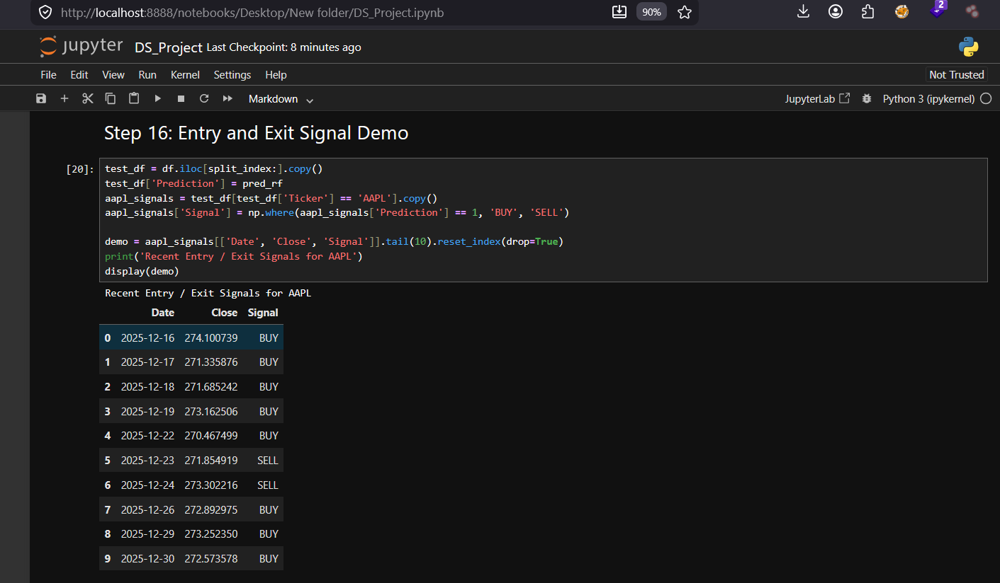 http://localhost:8888/notebooks/Desktop/New folder/DS_Project.ipynb
90%
2
jupyter DS_Project Last Checkpoint: 8 minutes ago
File Edit View Run Kernel Settings Help
Not Trusted
Markdown
JupyterLab
Python 3 (ipykernel)
Step 16: Entry and Exit Signal Demo
[20]:
test_df = df.iloc[split_index:].copy()
test_df['Prediction'] = pred_rf
aapl_signals = test_df[test_df['Ticker'] == 'AAPL'].copy()
aapl_signals['Signal'] = np.where(aapl_signals['Prediction'] == 1, 'BUY', 'SELL')
demo = aapl_signals[['Date', 'Close', 'Signal']].tail(10).reset_index(drop=True)
print('Recent Entry / Exit Signals for AAPL')
display(demo)
Recent Entry / Exit Signals for AAPL
Date Close Signal
0 2025-12-16 274.100739 BUY
1 2025-12-17 271.335876 BUY
2 2025-12-18 271.685242 BUY
3 2025-12-19 273.162506 BUY
4 2025-12-22 270.467499 BUY
5 2025-12-23 271.854919 SELL
6 2025-12-24 273.302216 SELL
7 2025-12-26 272.892975 BUY
8 2025-12-29 273.252350 BUY
9 2025-12-30 272.573578 BUY